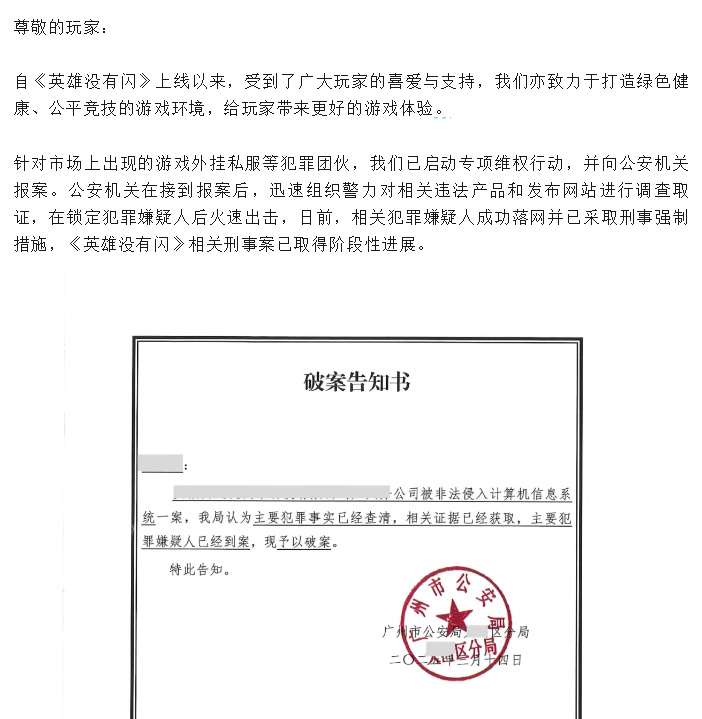 尊敬的玩家：
自《英雄没有闪》上线以来，受到了广大玩家的喜爱与支持，我们亦致力于打造绿色健
康、公平竞技的游戏环境，给玩家带来更好的游戏体验。
针对市场上出现的游戏外挂私服等犯罪团伙，我们已启动专项维权行动，并向公安机关
报案。公安机关在接到报案后，迅速组织警力对相关违法产品和发布网站进行调查取
证，在锁定犯罪嫌疑人后火速出击，日前，相关犯罪嫌疑人成功落网并已采取刑事强制
措施，《英雄没有闪》相关刑事案已取得阶段性进展。
破案告知书
：
公司被非法侵入计算机信息系
统一案，我局认为主要犯罪事实已经查清，相关证据已经获取，主要犯
罪嫌疑人已经到案，现予以破案。
特此告知。
广州市公安局
区分局
广州市公安局 区分局
二〇二 年 月十四日